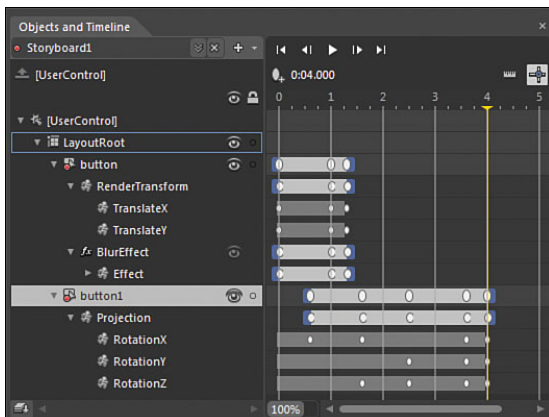 Objects and Timeline
Storyboard1
[UserControl]
0:04.000
0 1 2 3 4 5
[UserControl]
LayoutRoot
button
RenderTransform
TranslateX
TranslateY
fx BlurEffect
Effect
button1
Projection
RotationX
RotationY
RotationZ
100%